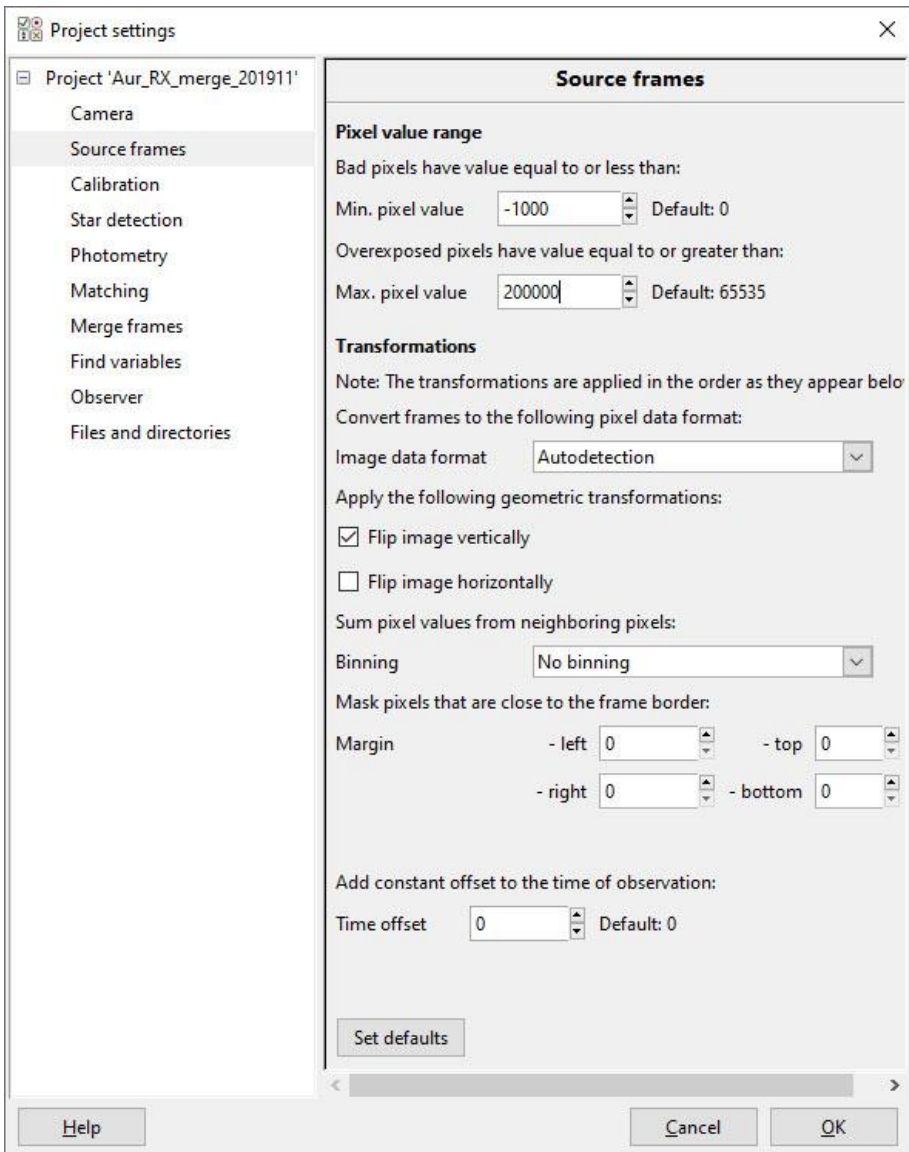 Project settings
Project 'Aur_RX_merge_201911'
Camera
Source frames
Calibration
Star detection
Photometry
Matching
Merge frames
Find variables
Observer
Files and directories
Source frames
Pixel value range
Bad pixels have value equal to or less than:
Min. pixel value -1000 Default: 0
Overexposed pixels have value equal to or greater than:
Max. pixel value 200000 Default: 65535
Transformations
Note: The transformations are applied in the order as they appear belo
Convert frames to the following pixel data format:
Image data format Autodetection
Apply the following geometric transformations:
Flip image vertically
Flip image horizontally
Sum pixel values from neighboring pixels:
Binning No binning
Mask pixels that are close to the frame border:
Margin - left 0 - top 0
- right 0 - bottom 0
Add constant offset to the time of observation:
Time offset 0 Default: 0
Set defaults
Help Cancel OK